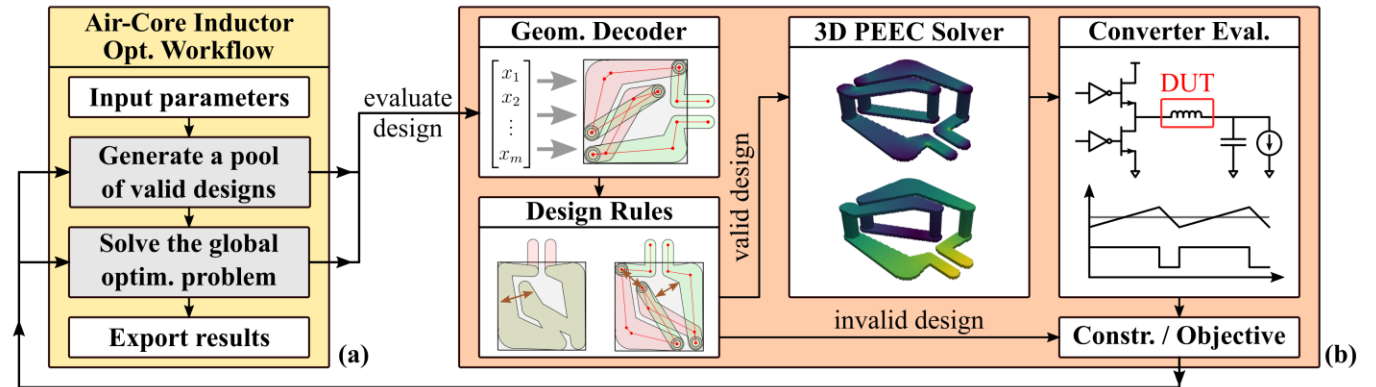 Air-Core Inductor
Opt. Workflow
Input parameters
Generate a pool
of valid designs
Solve the global
optim. problem
Export results
(a)
evaluate
design
Geom. Decoder
x1
x2
⋮
xm
Design Rules
valid design
invalid design
3D PEEC Solver
Converter Eval.
DUT
Constr. / Objective
(b)